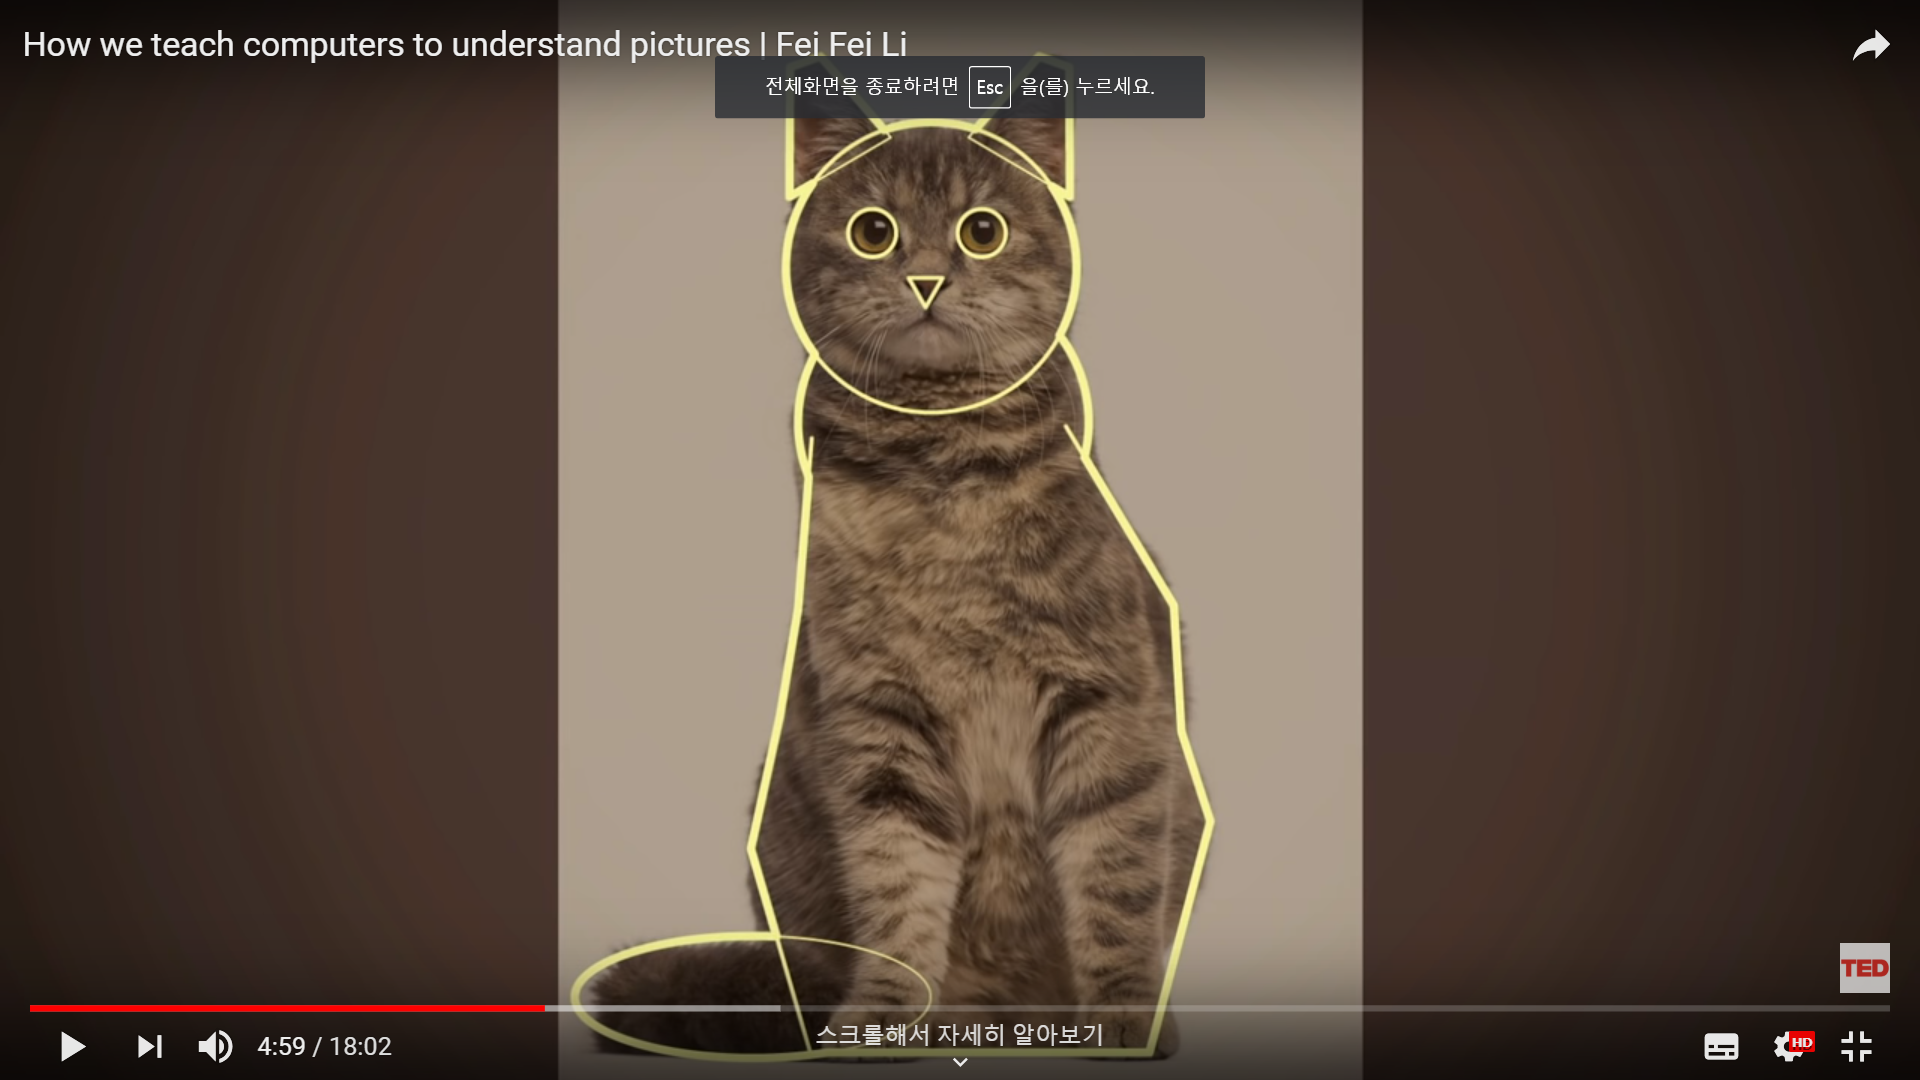 How we teach computers to understand pictures | Fei Fei Li
전체화면을 종료하려면 Esc 을(를) 누르세요.
TED
스크롤해서 자세히 알아보기
4:59 / 18:02
HD